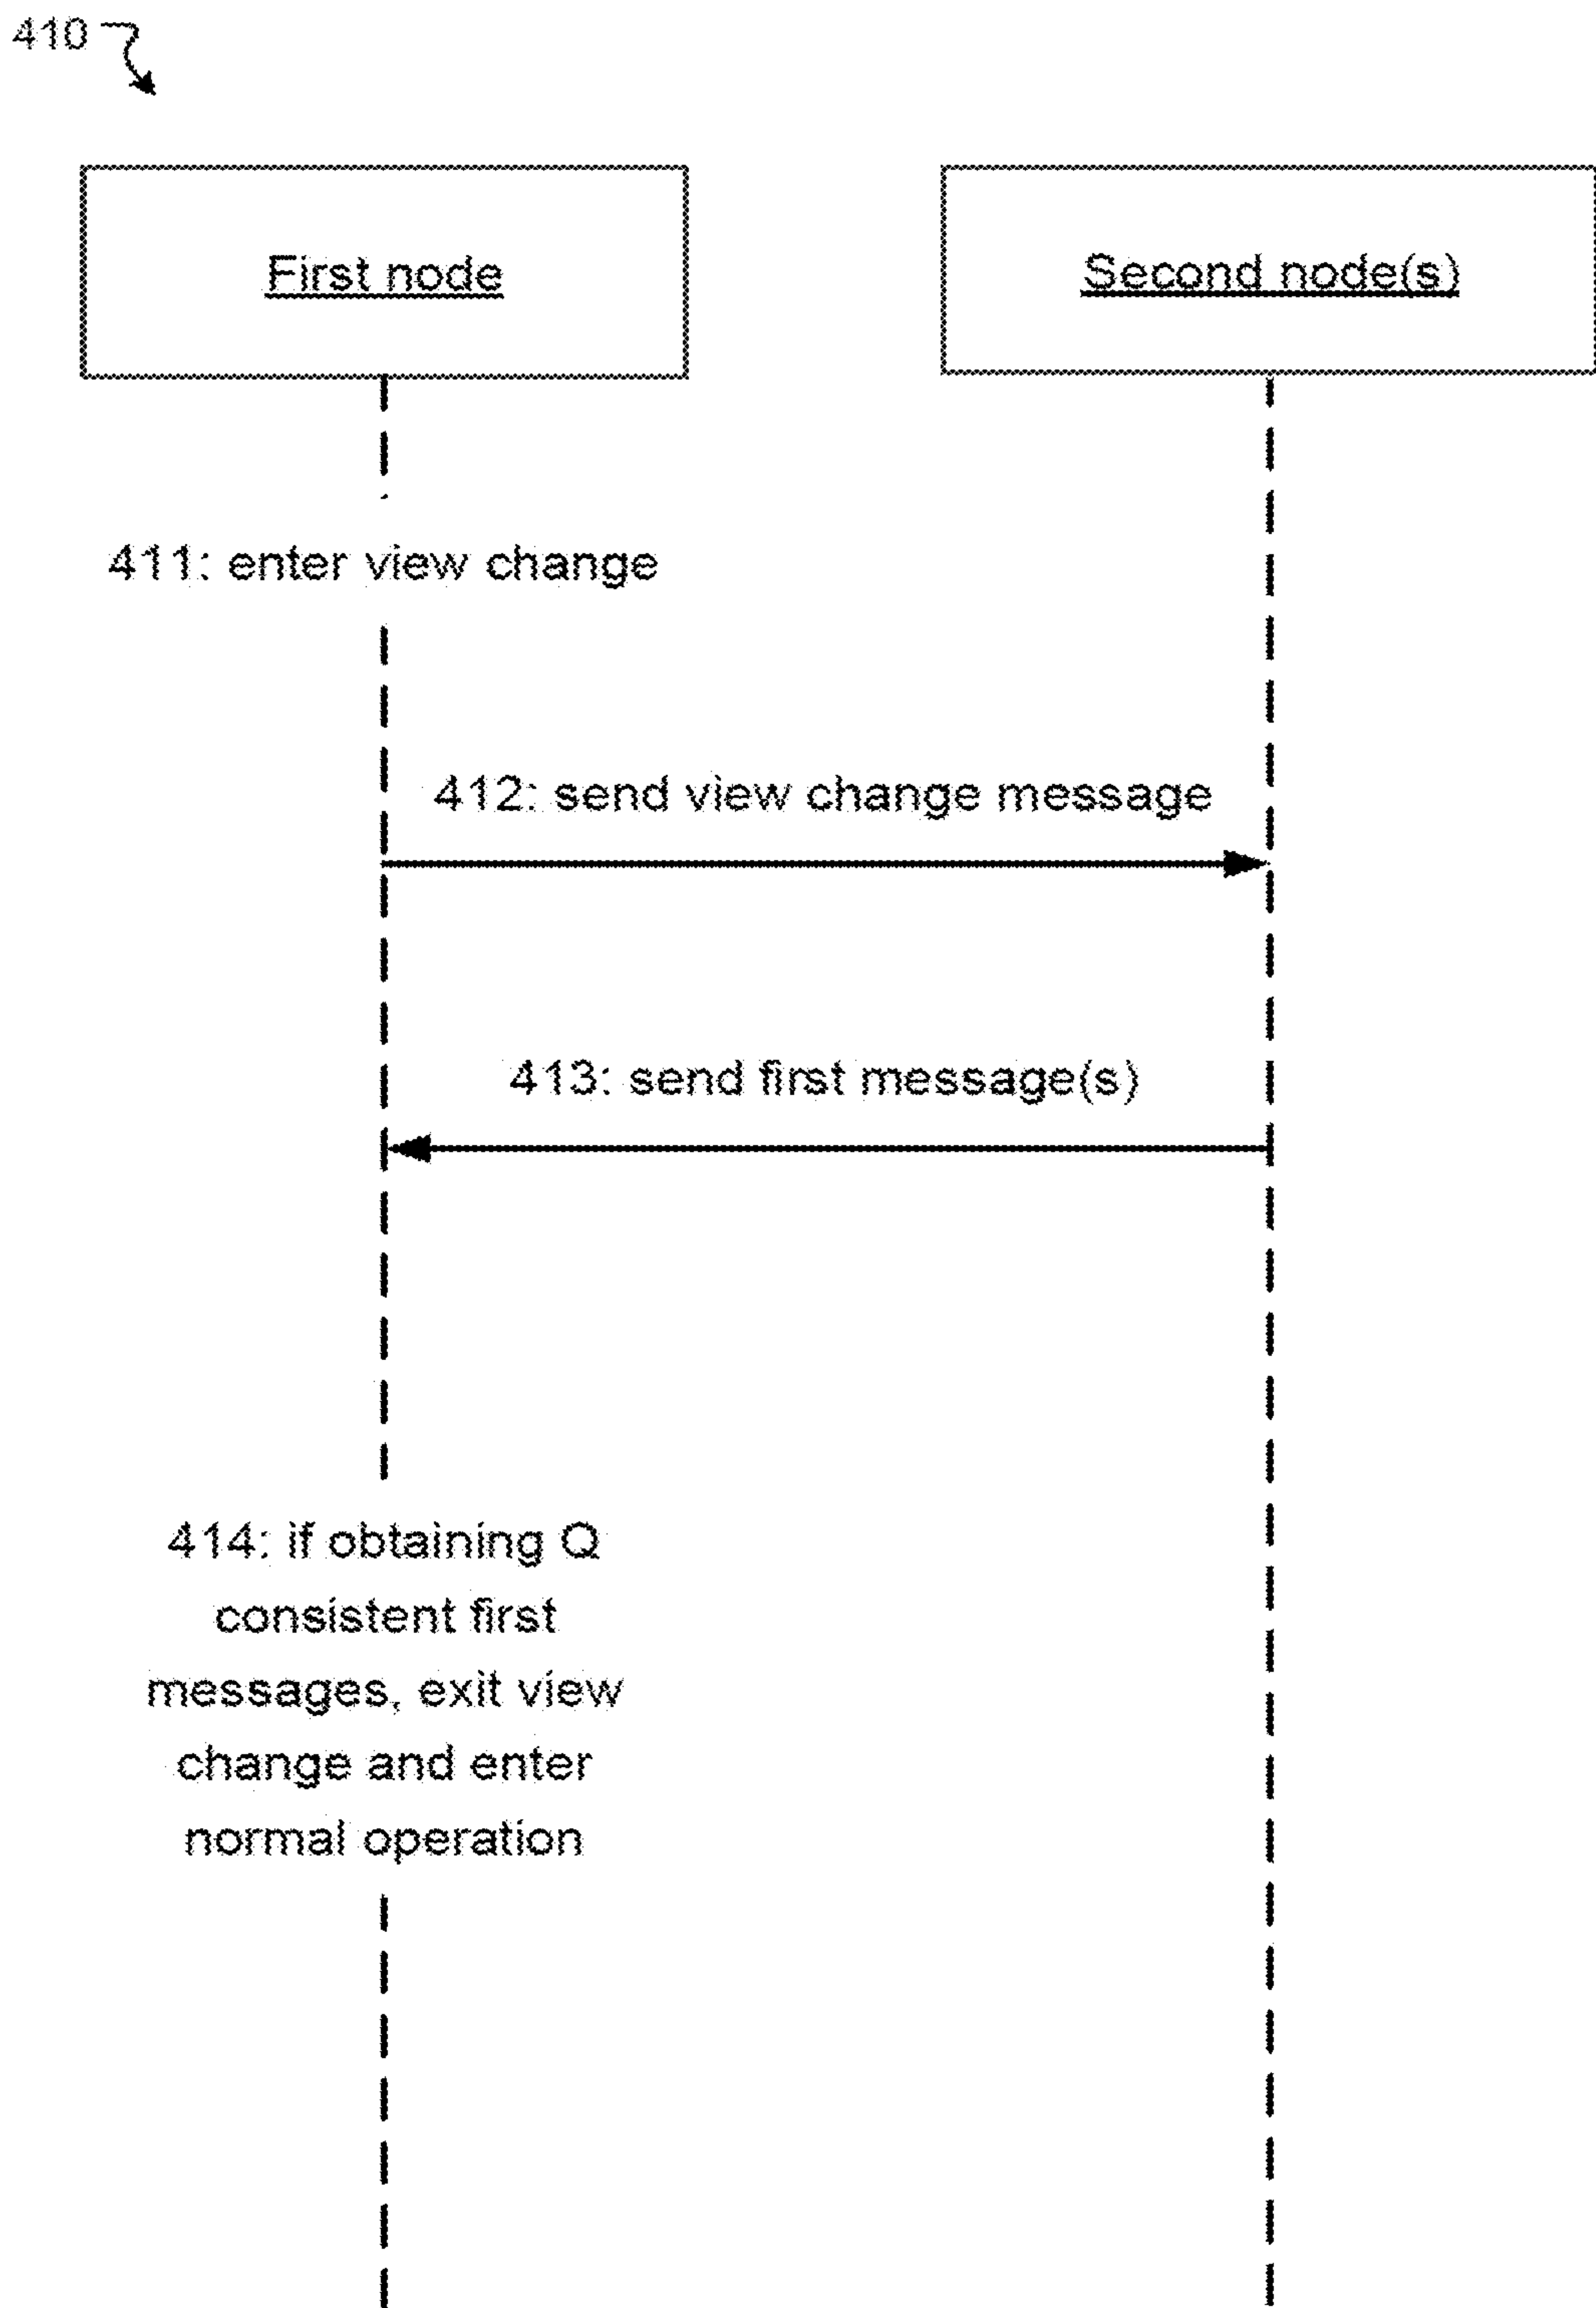 410
First node
Second node(s)
411: enter view change
412: send view change message
413: send first message(s)
414: if obtaining Q
consistent first
messages, exit view
change and enter
normal operation